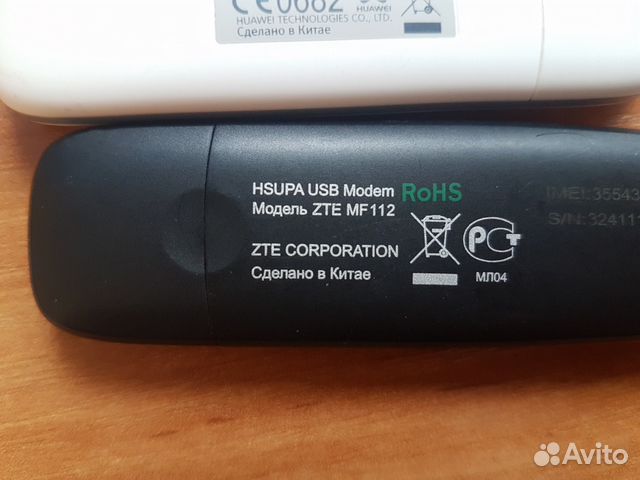 CE0682
HUAWEI
HUAWEI TECHNOLOGIES CO., LTD.
Сделано в Китае
HSUPA USB Modem RoHS
Модель ZTE MF112
ZTE CORPORATION
Сделано в Китае
РСТ
МЛ04
IMEI:35543
S/N:32411
Avito